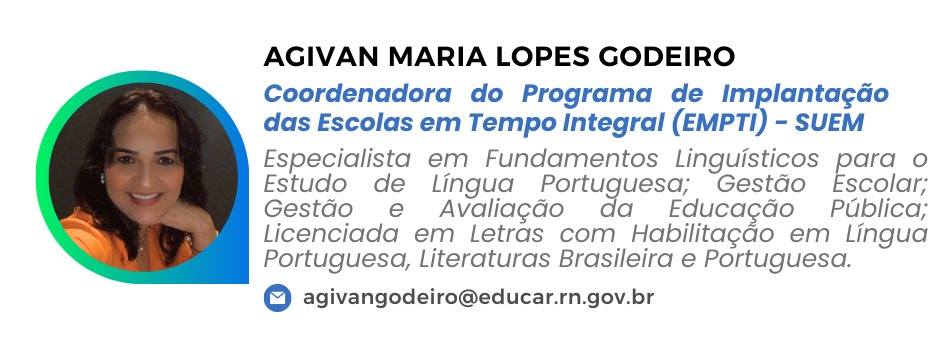 AGIVAN MARIA LOPES GODEIRO
Coordenadora do Programa de Implantação
das Escolas em Tempo Integral (EMPTI) - SUEM
Especialista em Fundamentos Linguísticos para o
Estudo de Língua Portuguesa; Gestão Escolar;
Gestão e Avaliação da Educação Pública;
Licenciada em Letras com Habilitação em Língua
Portuguesa, Literaturas Brasileira e Portuguesa.
agivangodeiro@educar.rn.gov.br